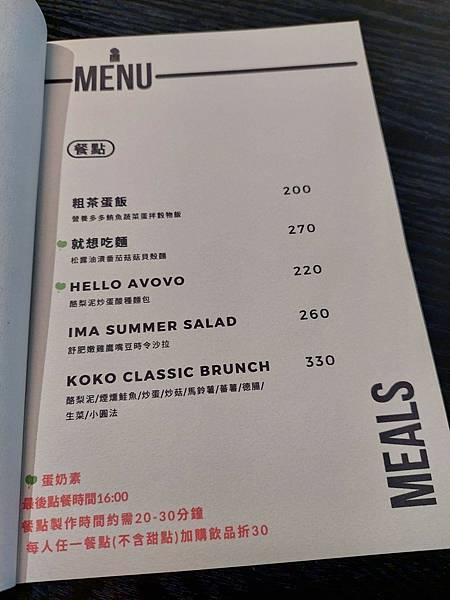 MENU
餐點
粗茶蛋飯 200
營養多多鮪魚蔬菜蛋拌穀物飯
就想吃麵 270
松露油漬番茄菇菇貝殼麵
HELLO AVOVO 220
酪梨泥炒蛋酸種麵包
IMA SUMMER SALAD 260
舒肥嫩雞鷹嘴豆時令沙拉
KOKO CLASSIC BRUNCH 330
酪梨泥/煙燻鮭魚/炒蛋/炒菇/馬鈴薯/蕃薯/德腸/
生菜/小圓法
MEALS
蛋奶素
最後點餐時間16:00
餐點製作時間約需20-30分鐘
每人任一餐點(不含甜點)加購飲品折30